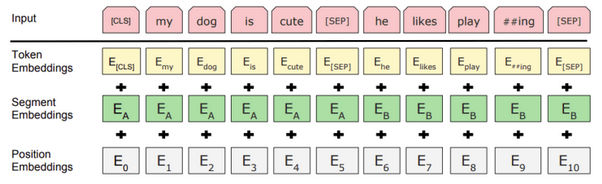 Input [CLS] my dog is cute [SEP] he likes play ##ing [SEP]
Token
Embeddings E[CLS] Emy Edog Eis Ecute E[SEP] Ehe Elikes Eplay E##ing E[SEP]
+ + + + + + + + + + +
Segment
Embeddings EA EA EA EA EA EA EB EB EB EB EB
+ + + + + + + + + + +
Position
Embeddings E0 E1 E2 E3 E4 E5 E6 E7 E8 E9 E10